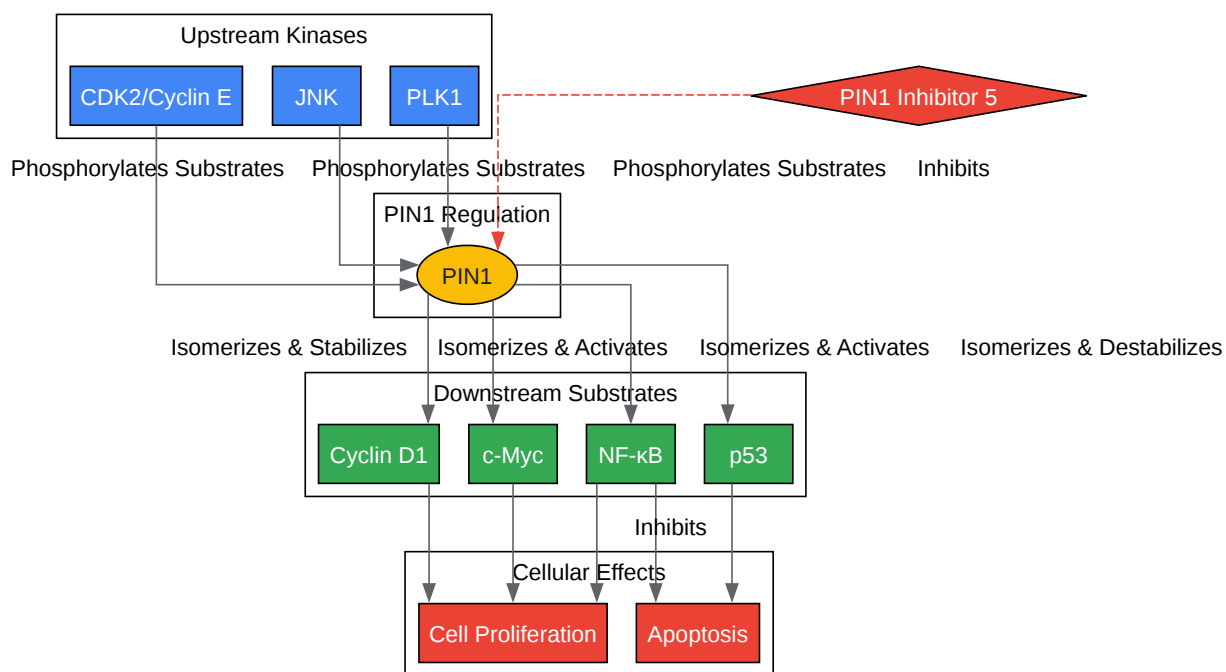 Upstream Kinases
CDK2/Cyclin E
JNK
PLK1
PIN1 Inhibitor 5
Phosphorylates Substrates
Phosphorylates Substrates
Phosphorylates Substrates
Inhibits
PIN1 Regulation
PIN1
Isomerizes & Stabilizes
Isomerizes & Activates
Isomerizes & Activates
Isomerizes & Destabilizes
Downstream Substrates
Cyclin D1
c-Myc
NF-κB
p53
Inhibits
Cellular Effects
Cell Proliferation
Apoptosis